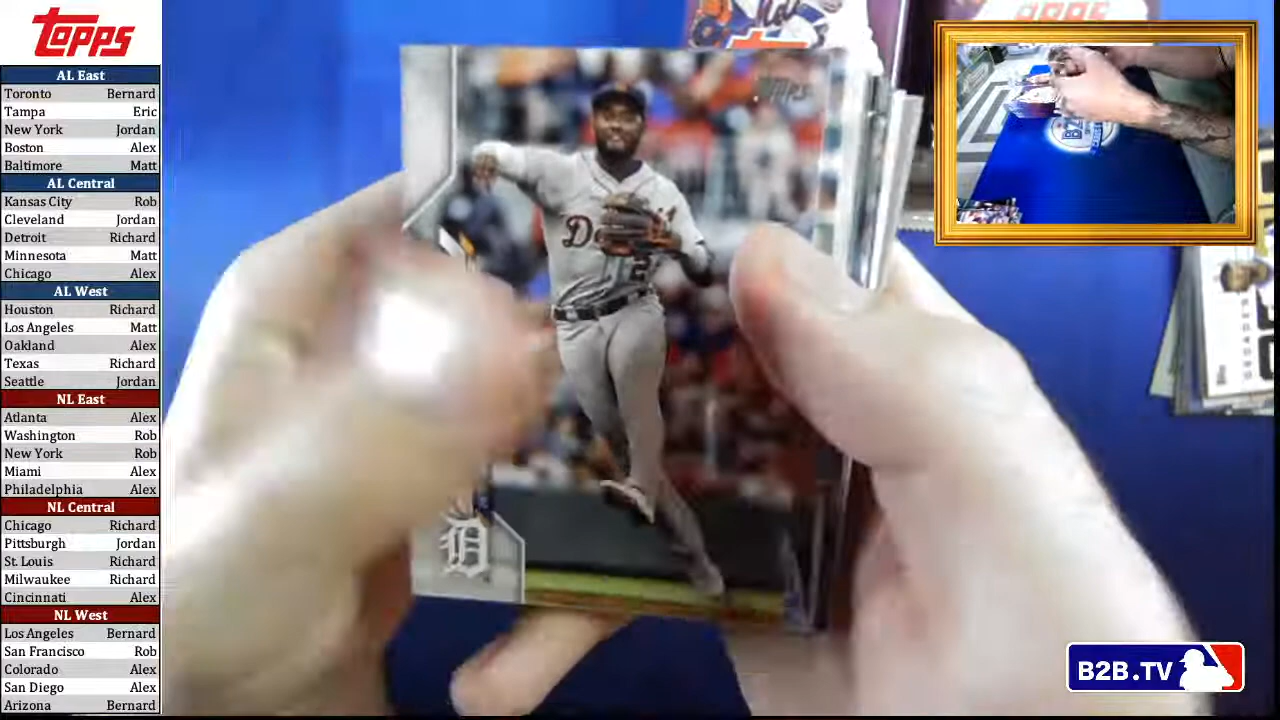 TOPPS
AL East
Toronto Bernard
Tampa Eric
New York Jordan
Boston Alex
Baltimore Matt
AL Central
Kansas City Rob
Cleveland Jordan
Detroit Richard
Minnesota Matt
Chicago Alex
AL West
Houston Richard
Los Angeles Matt
Oakland Alex
Texas Richard
Seattle Jordan
NL East
Atlanta Alex
Washington Rob
New York Rob
Miami Alex
Philadelphia Alex
NL Central
Chicago Richard
Pittsburgh Jordan
St. Louis Richard
Milwaukee Richard
Cincinnati Alex
NL West
Los Angeles Bernard
San Francisco Rob
Colorado Alex
San Diego Alex
Arizona Bernard
B2B.TV